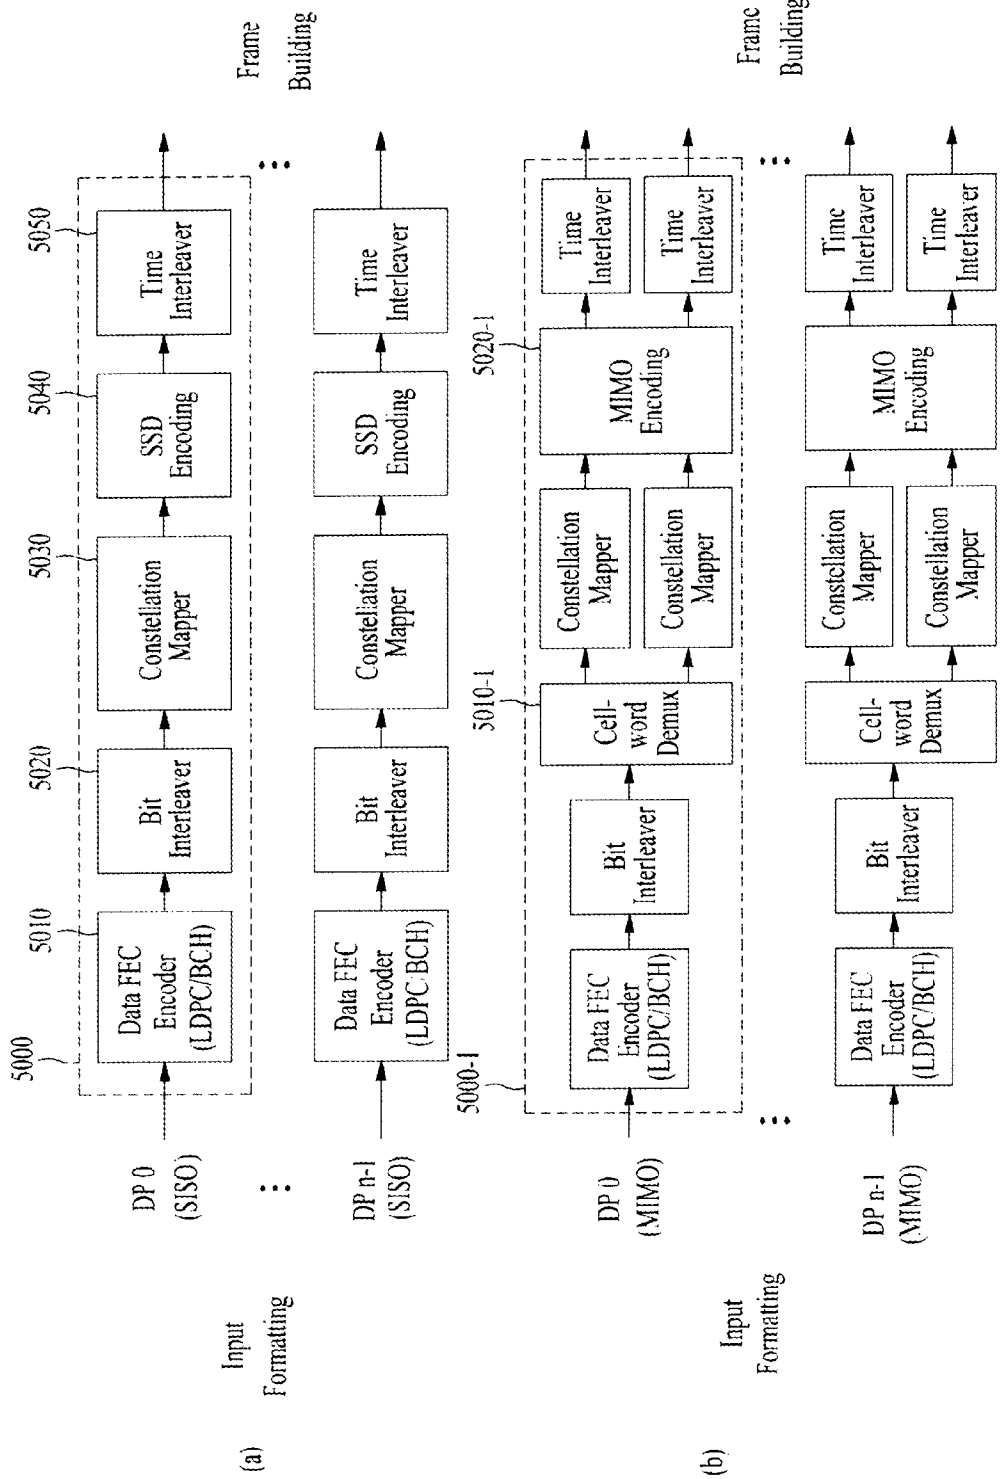 (a)
Input
Formatting
Frame
Building
5000
5010
5020
5030
5040
5050
DP 0
(SISO)
Data FEC
Encoder
(LDPC/BCH)
Bit
Interleaver
Constellation
Mapper
SSD
Encoding
Time
Interleaver
DP n-1
(SISO)
Data FEC
Encoder
(LDPC/BCH)
Bit
Interleaver
Constellation
Mapper
SSD
Encoding
Time
Interleaver
(b)
Input
Formatting
Frame
Building
5000-1
5010-1
5020-1
DP 0
(MIMO)
Data FEC
Encoder
(LDPC/BCH)
Bit
Interleaver
Cell-
word
Demux
Constellation
Mapper
Constellation
Mapper
MIMO
Encoding
Time
Interleaver
Time
Interleaver
DP n-1
(MIMO)
Data FEC
Encoder
(LDPC/BCH)
Bit
Interleaver
Cell-
word
Demux
Constellation
Mapper
Constellation
Mapper
MIMO
Encoding
Time
Interleaver
Time
Interleaver